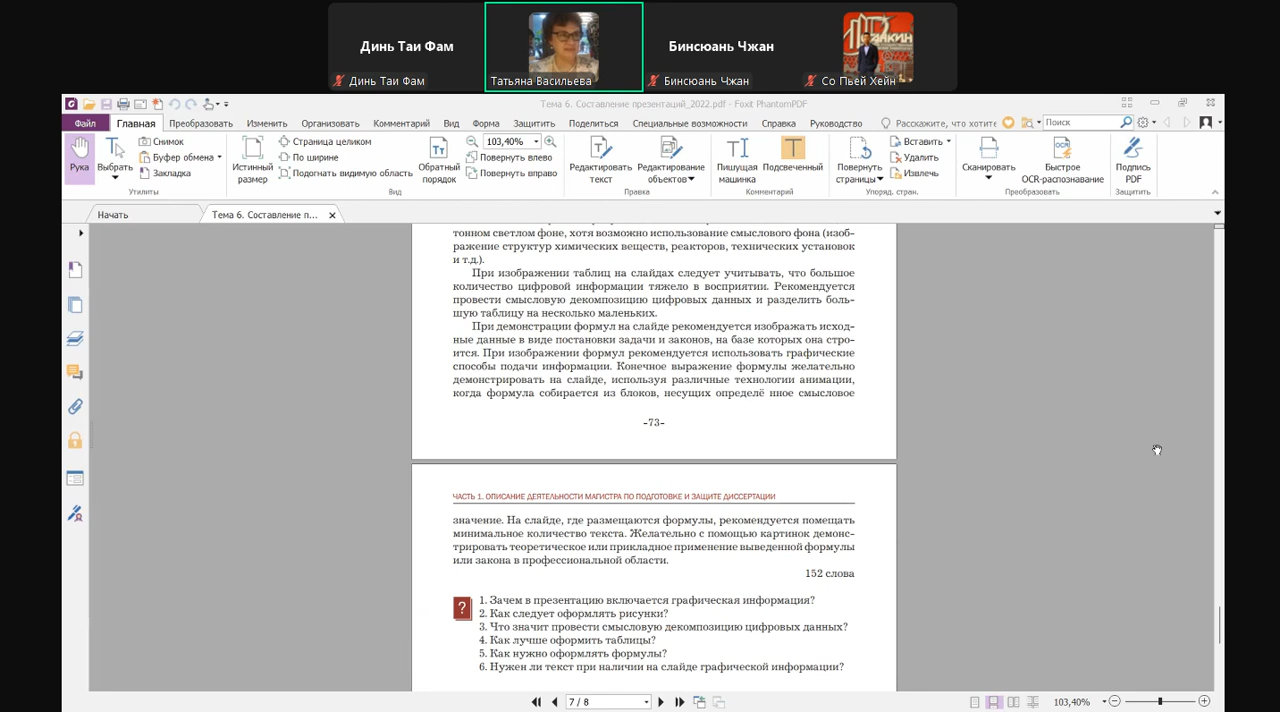 Динь Таи Фам
Бинсюань Чжан
Динь Таи Фам
Татьяна Васильева
Бинсюань Чжан
Со Пьей Хейн
Тема 6. Составление презентаций_2022.pdf - Foxit PhantomPDF
Файл
Главная
Преобразовать
Изменить
Организовать
Комментарий
Вид
Форма
Защитить
Поделиться
Специальные возможности
Справка
Руководство
Расскажите, что хотите
Поиск
Рука
Выбрать
Снимок
Буфер обмена
Закладка
Утилиты
Истинный
размер
Страница целиком
По ширине
Подогнать видимую область
Обратный
порядок
103,40%
Повернуть влево
Повернуть вправо
Вид
Редактировать
текст
Редактирование
объектов
Правка
Пишущая
машинка
Подсвеченный
Комментарий
Повернуть
страницы
Вставить
Удалить
Извлечь
Упоряд. стран.
Сканировать
Быстрое
OCR-распознавание
Преобразовать
Подпись
PDF
Защитить
Начать
Тема 6. Составление п...
тонном светлом фоне, хотя возможно использование смыслового фона (изоб-
ражение структур химических веществ, реакторов, технических установок
и т.д.).
При изображении таблиц на слайдах следует учитывать, что большое
количество цифровой информации тяжело в восприятии. Рекомендуется
провести смысловую декомпозицию цифровых данных и разделить боль-
шую таблицу на несколько маленьких.
При демонстрации формул на слайде рекомендуется изображать исход-
ные данные в виде постановки задачи и законов, на базе которых она стро-
ится. При изображении формул рекомендуется использовать графические
способы подачи информации. Конечное выражение формулы желательно
демонстрировать на слайде, используя различные технологии анимации,
когда формула собирается из блоков, несущих определё нное смысловое
-73-
ЧАСТЬ 1. ОПИСАНИЕ ДЕЯТЕЛЬНОСТИ МАГИСТРА ПО ПОДГОТОВКЕ И ЗАЩИТЕ ДИССЕРТАЦИИ
значение. На слайде, где размещаются формулы, рекомендуется помещать
минимальное количество текста. Желательно с помощью картинок демонс-
трировать теоретическое или прикладное применение выведенной формулы
или закона в профессиональной области.
152 слова
?
1. Зачем в презентацию включается графическая информация?
2. Как следует оформлять рисунки?
3. Что значит провести смысловую декомпозицию цифровых данных?
4. Как лучше оформить таблицы?
5. Как нужно оформлять формулы?
6. Нужен ли текст при наличии на слайде графической информации?
7 / 8
103,40%